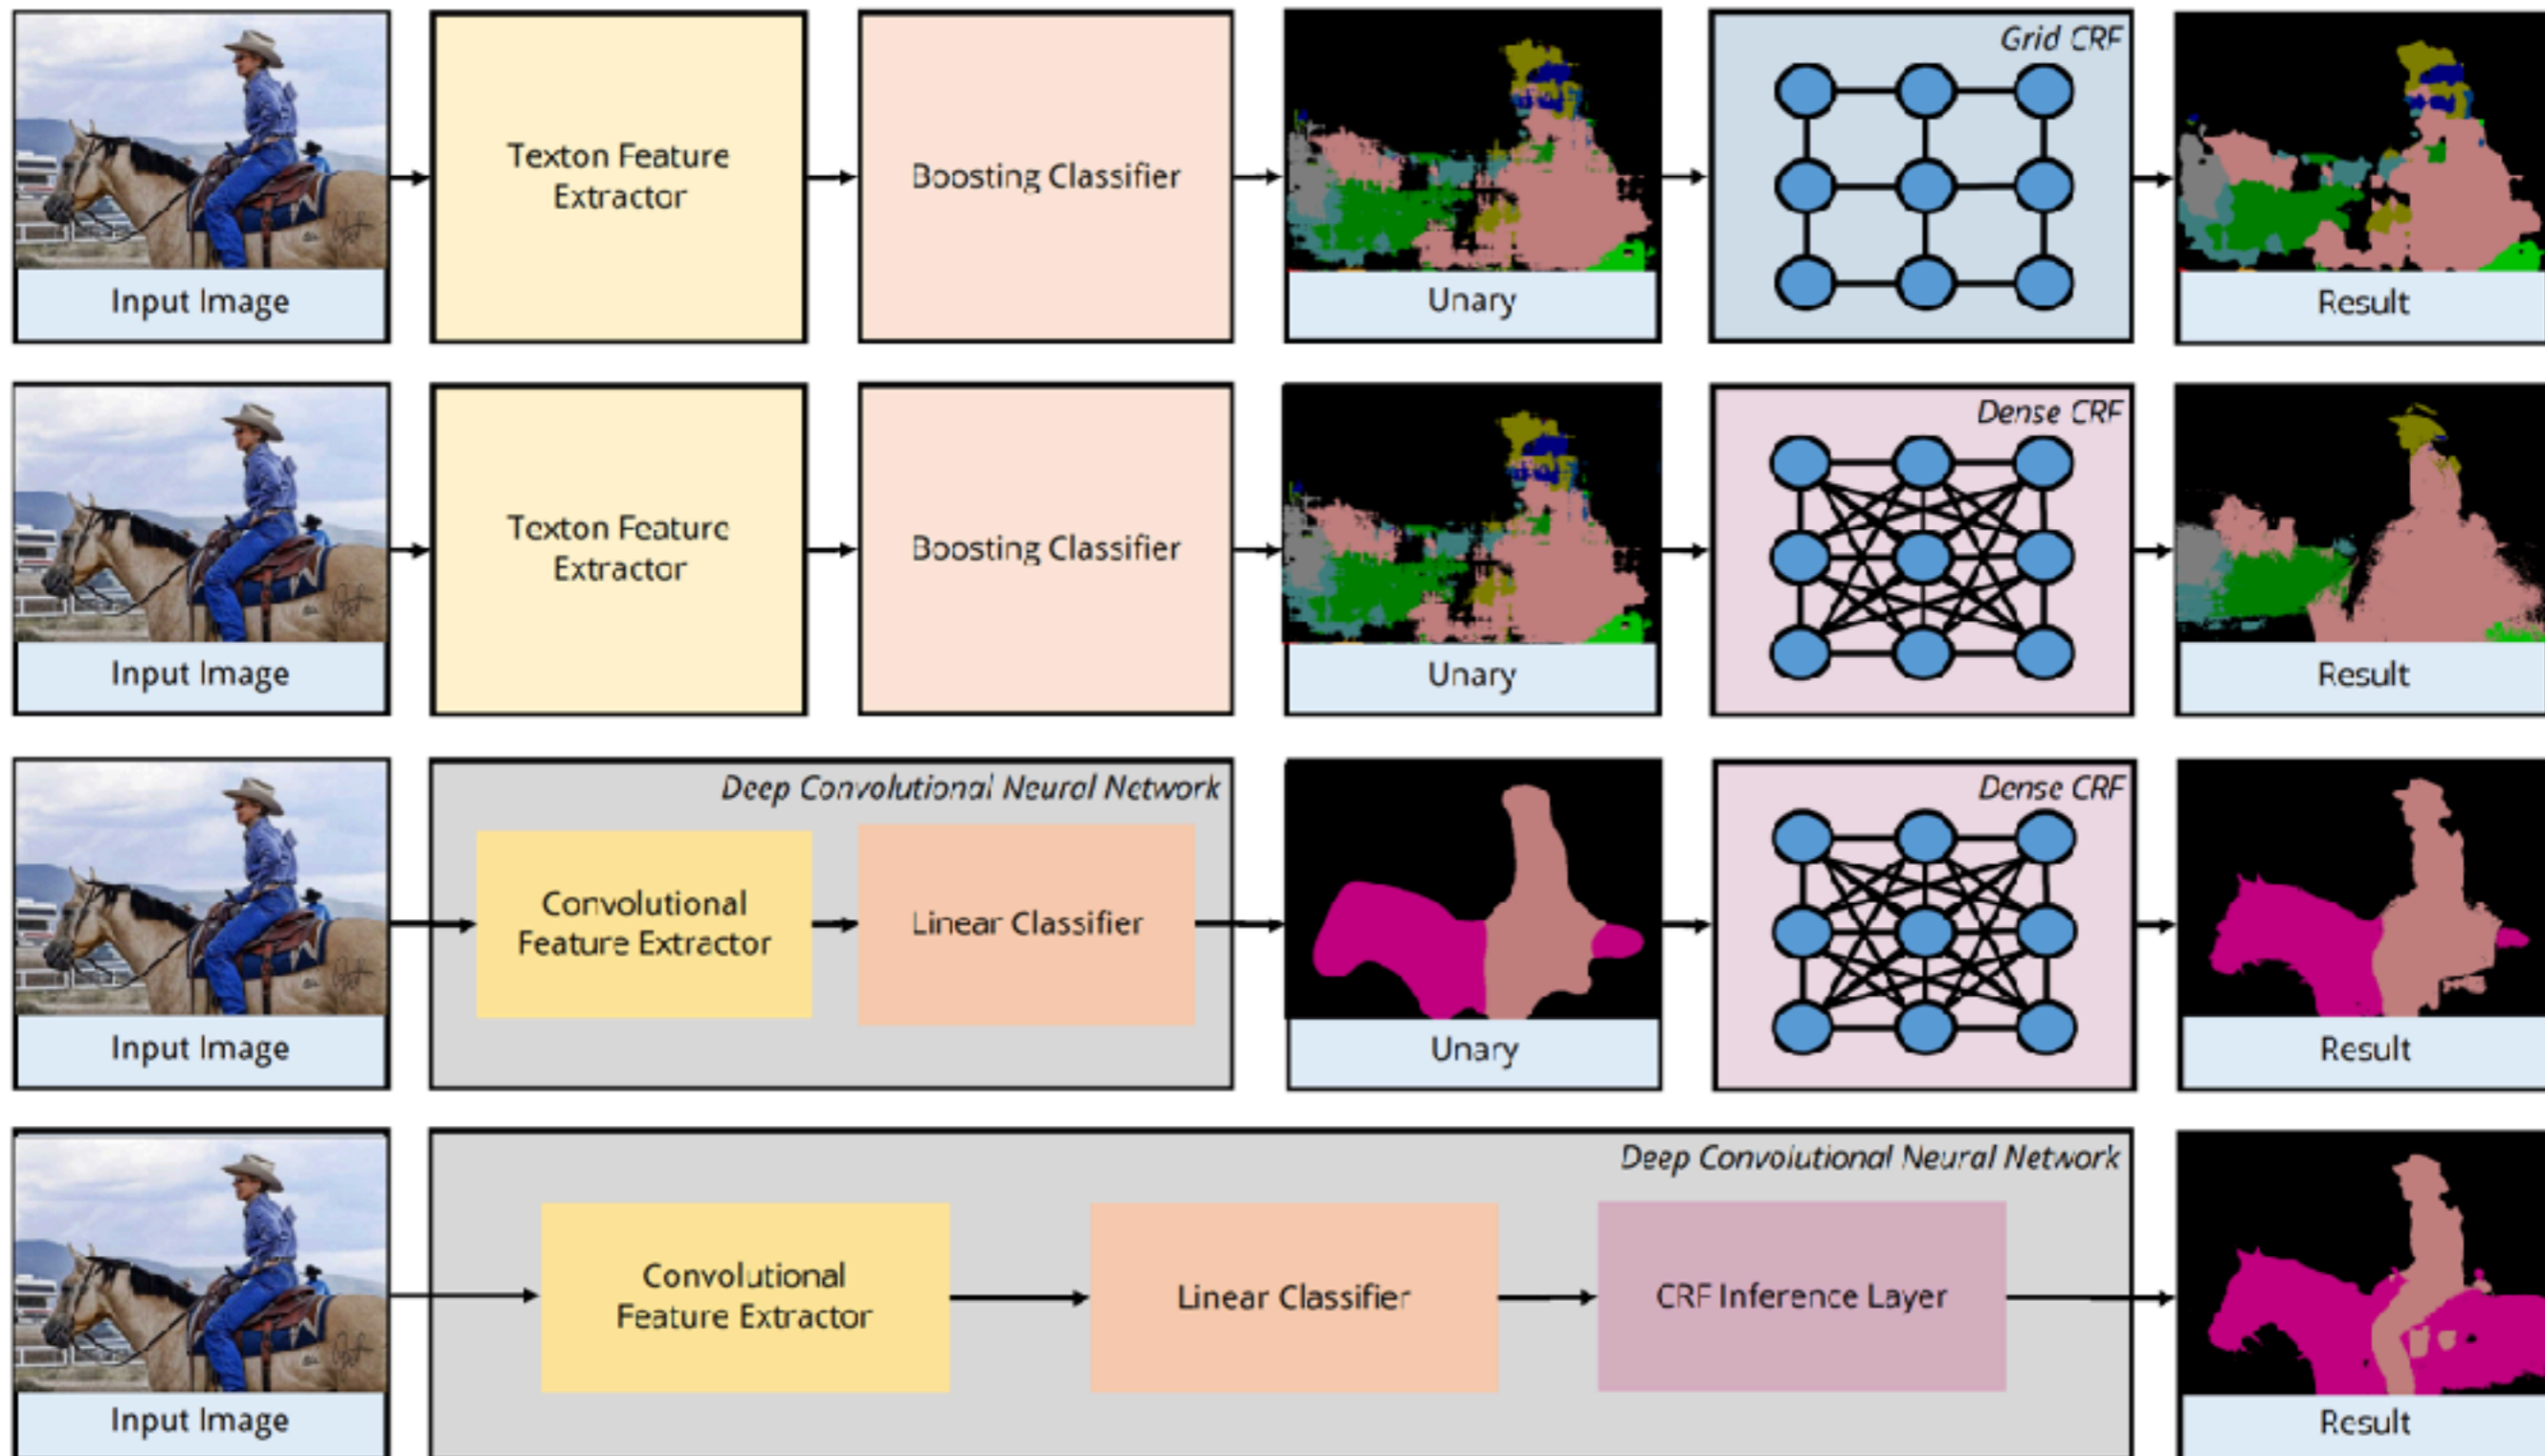 Grid CRF
Input Image
Texton Feature
Extractor
Boosting Classifier
Unary
Result
Dense CRF
Input Image
Texton Feature
Extractor
Boosting Classifier
Unary
Result
Deep Convolutional Neural Network
Dense CRF
Input Image
Convolutional
Feature Extractor
Linear Classifier
Unary
Result
Deep Convolutional Neural Network
Input Image
Convolutional
Feature Extractor
Linear Classifier
CRF Inference Layer
Result